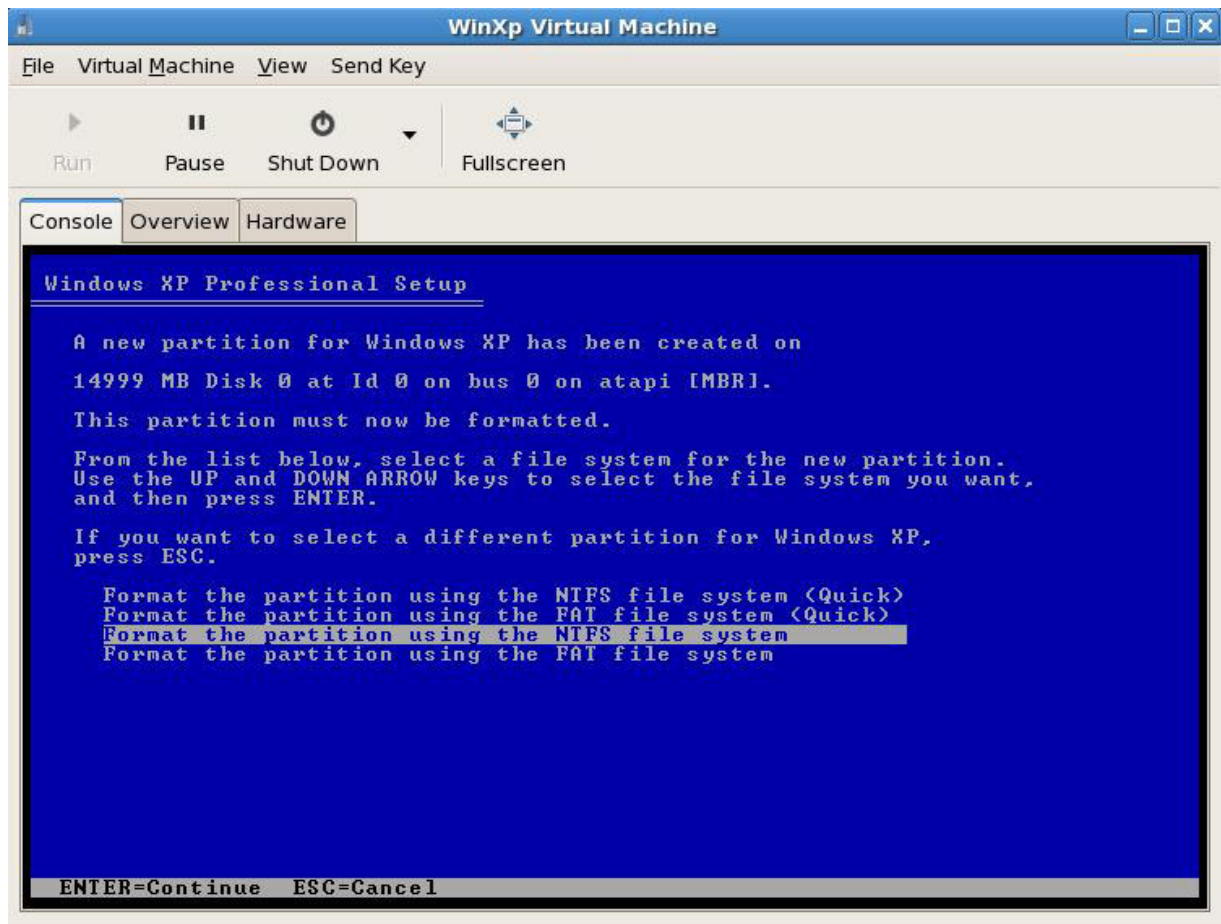 WinXp Virtual Machine
File Virtual Machine View Send Key
Run Pause Shut Down Fullscreen
Console Overview Hardware
Windows XP Professional Setup
A new partition for Windows XP has been created on
14999 MB Disk 0 at Id 0 on bus 0 on atapi [MBR].
This partition must now be formatted.
From the list below, select a file system for the new partition.
Use the UP and DOWN ARROW keys to select the file system you want,
and then press ENTER.
If you want to select a different partition for Windows XP,
press ESC.
Format the partition using the NTFS file system (Quick)
Format the partition using the FAT file system (Quick)
Format the partition using the NTFS file system
Format the partition using the FAT file system
ENTER=Continue ESC=Cancel